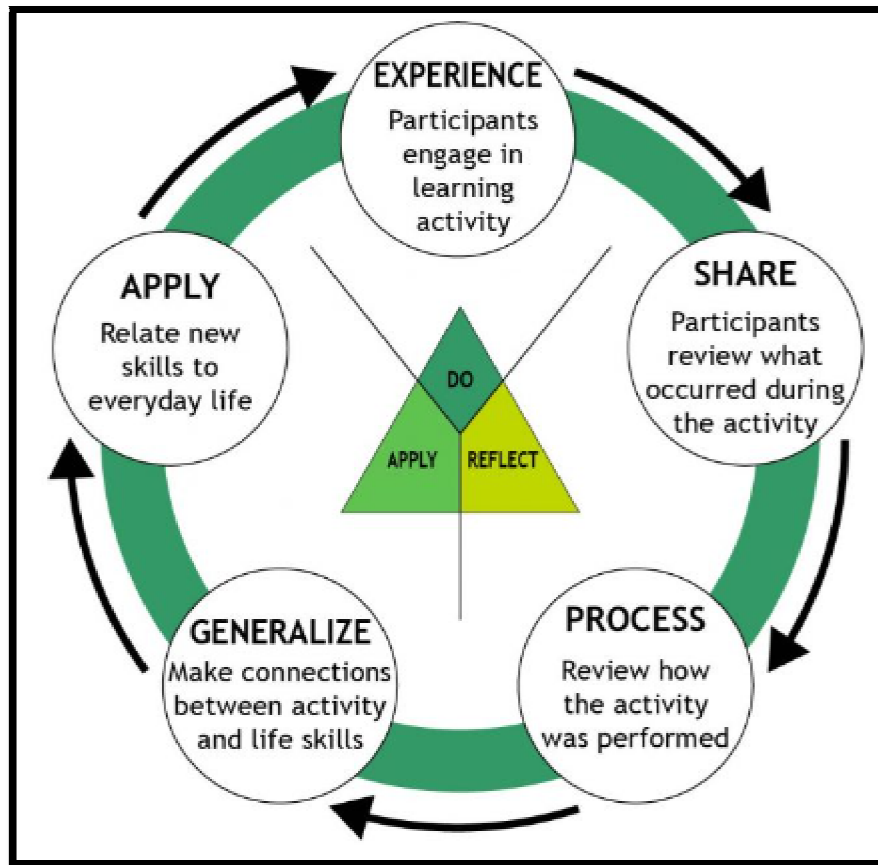 EXPERIENCE
Participants
engage in
learning
activity
SHARE
Participants
review what
occurred during
the activity
PROCESS
Review how
the activity
was performed
GENERALIZE
Make connections
between activity
and life skills
APPLY
Relate new
skills to
everyday life
DO
APPLY
REFLECT